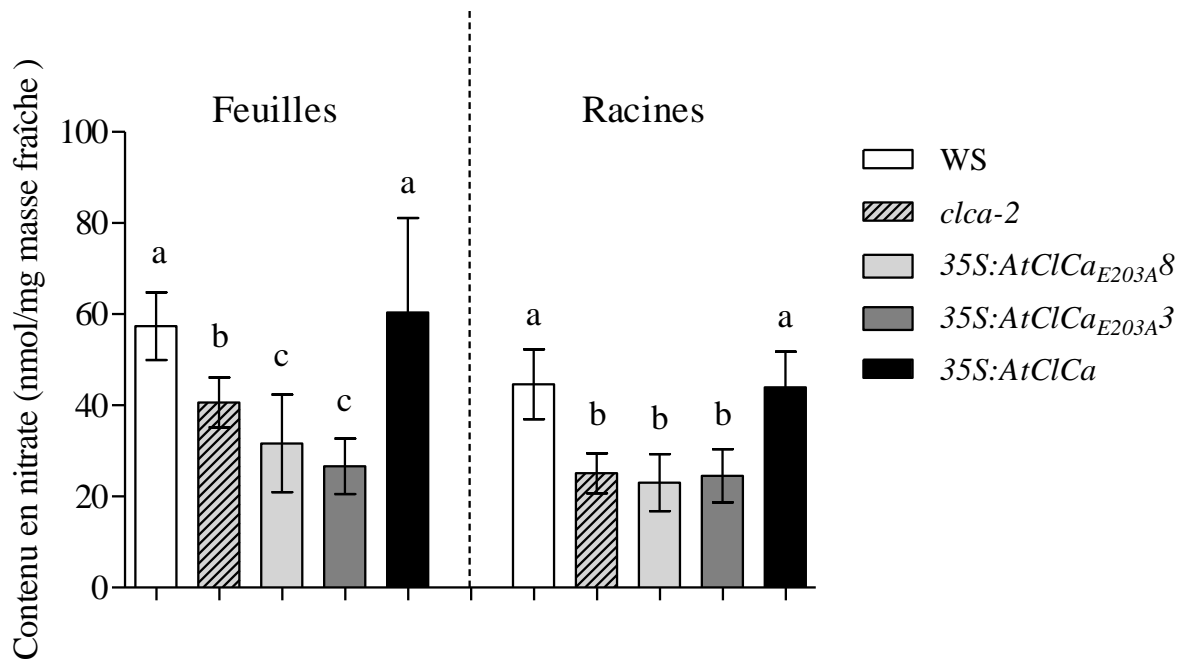 Contenu en nitrate (nmol/mg masse fraîche )
Feuilles
Racines
100
80
60
40
20
0
a
b
c
c
a
a
b
b
b
a
WS
clca-2
35S:AtClCaE203A8
35S:AtClCaE203A3
35S:AtClCa